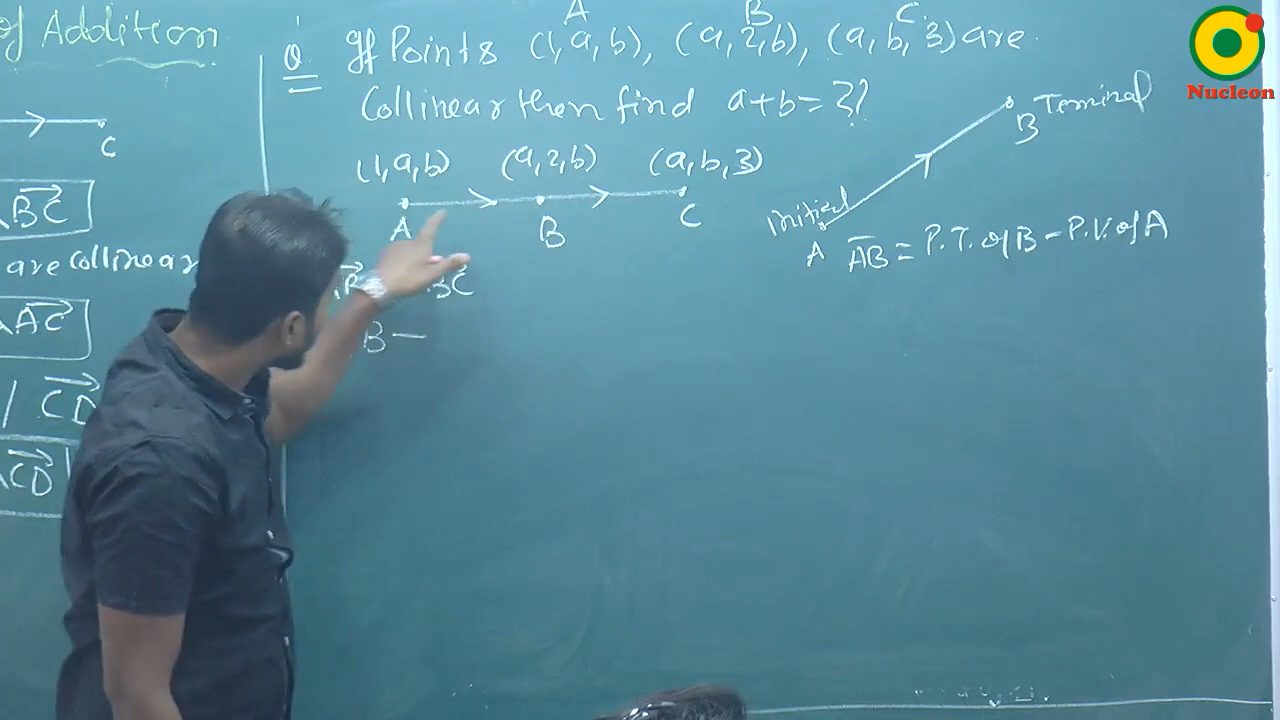 of Addition
C
BC
are collinear
λ AC
/ CD
CD
Q. If Points (1, a, b), (a, 2, b), (a, b, 3) are
A B C
Collinear then find a+b=??
(1, a, b) (a, 2, b) (a, b, 3)
A B C
BC
B —
Initial
A
B Terminal
AB = P.T. of B - P.V. of A
Nucleon